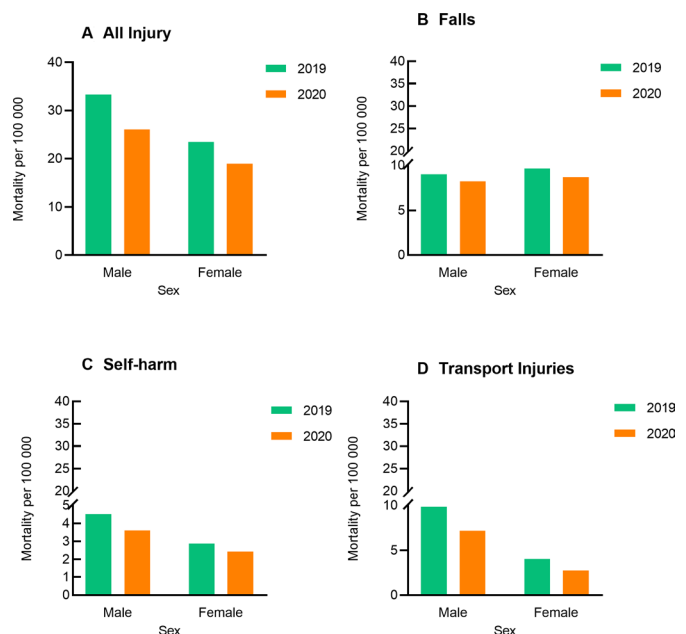 A All Injury
Mortality per 100 000
40
30
20
10
0
Male
Female
Sex
2019
2020
B Falls
Mortality per 100 000
40
35
30
25
20
10
5
0
Male
Female
Sex
2019
2020
C Self-harm
Mortality per 100 000
40
35
30
25
20
5
4
3
2
1
0
Male
Female
Sex
2019
2020
D Transport Injuries
Mortality per 100 000
40
35
30
25
20
10
5
0
Male
Female
Sex
2019
2020